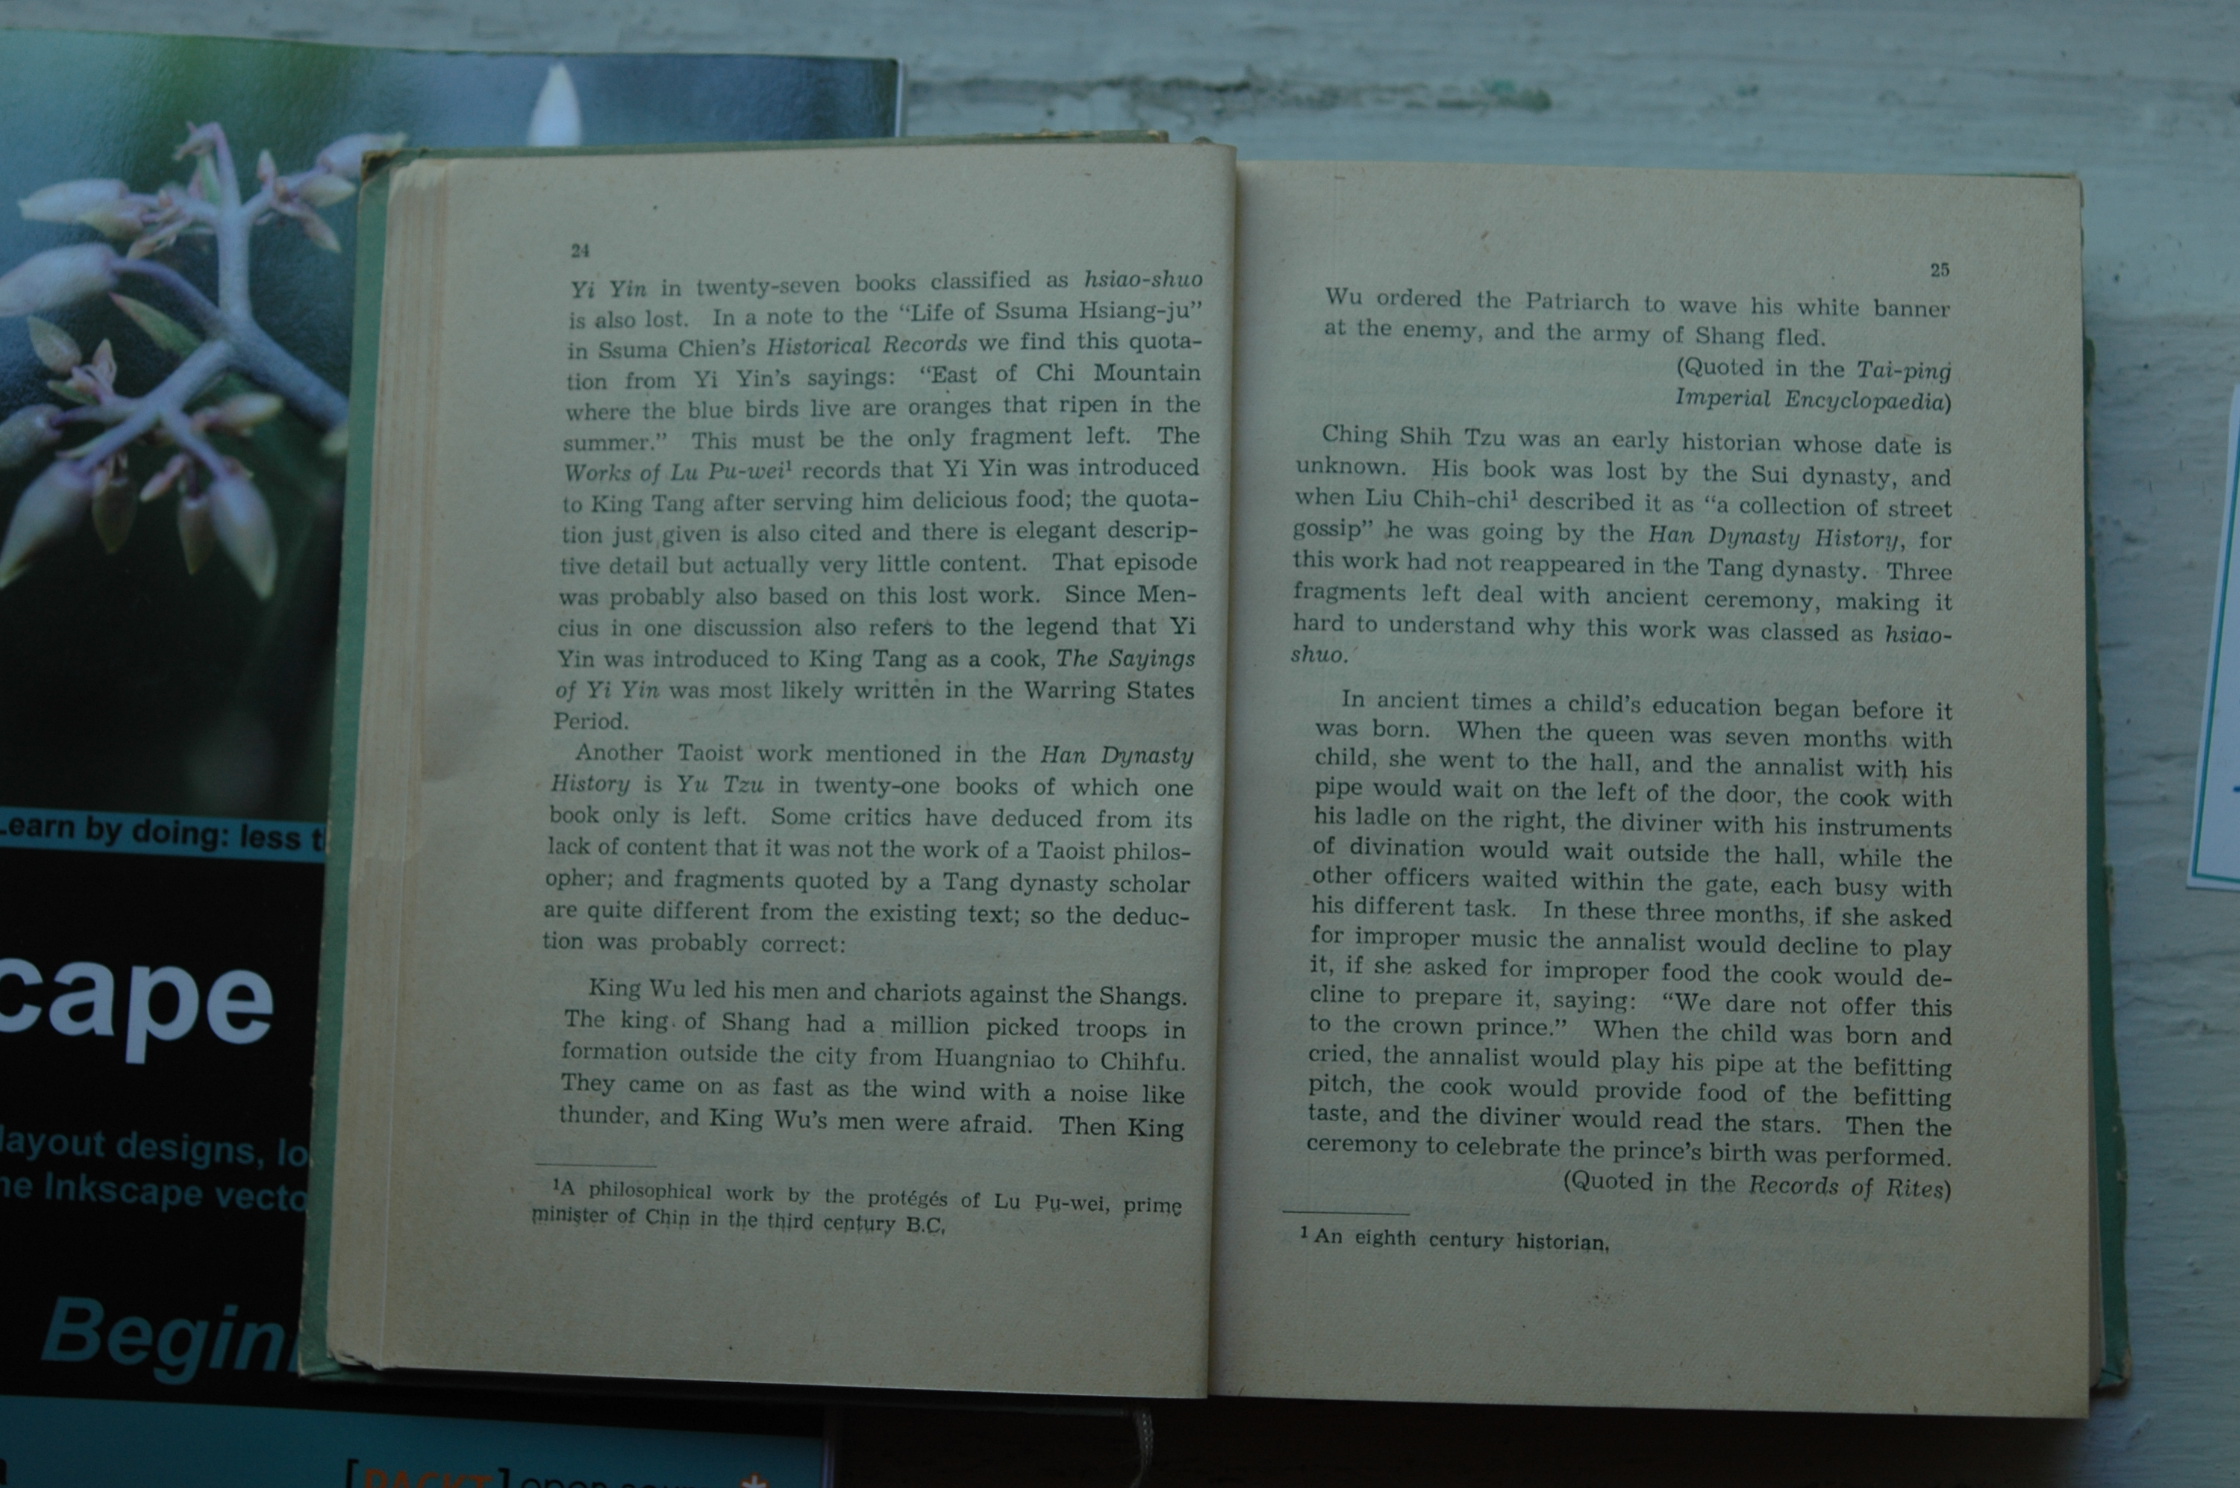 24
Yi Yin in twenty-seven books classified as hsiao-shuo
is also lost. In a note to the “Life of Ssuma Hsiang-ju”
in Ssuma Chien’s Historical Records we find this quota-
tion from Yi Yin’s sayings: “East of Chi Mountain
where the blue birds live are oranges that ripen in the
summer.” This must be the only fragment left. The
Works of Lu Pu-wei¹ records that Yi Yin was introduced
to King Tang after serving him delicious food; the quota-
tion just given is also cited and there is elegant descrip-
tive detail but actually very little content. That episode
was probably also based on this lost work. Since Men-
cius in one discussion also refers to the legend that Yi
Yin was introduced to King Tang as a cook, The Sayings
of Yi Yin was most likely written in the Warring States
Period.
Another Taoist work mentioned in the Han Dynasty
History is Yu Tzu in twenty-one books of which one
book only is left. Some critics have deduced from its
lack of content that it was not the work of a Taoist philos-
opher; and fragments quoted by a Tang dynasty scholar
are quite different from the existing text; so the deduc-
tion was probably correct:
King Wu led his men and chariots against the Shangs.
The king of Shang had a million picked troops in
formation outside the city from Huangniao to Chihfu.
They came on as fast as the wind with a noise like
thunder, and King Wu’s men were afraid. Then King
¹A philosophical work by the protégés of Lu Pu-wei, prime
minister of Chin in the third century B.C.
25
Wu ordered the Patriarch to wave his white banner
at the enemy, and the army of Shang fled.
(Quoted in the Tai-ping
Imperial Encyclopaedia)
Ching Shih Tzu was an early historian whose date is
unknown. His book was lost by the Sui dynasty, and
when Liu Chih-chi¹ described it as “a collection of street
gossip” he was going by the Han Dynasty History, for
this work had not reappeared in the Tang dynasty. Three
fragments left deal with ancient ceremony, making it
hard to understand why this work was classed as hsiao-
shuo.
In ancient times a child’s education began before it
was born. When the queen was seven months with
child, she went to the hall, and the annalist with his
pipe would wait on the left of the door, the cook with
his ladle on the right, the diviner with his instruments
of divination would wait outside the hall, while the
other officers waited within the gate, each busy with
his different task. In these three months, if she asked
for improper music the annalist would decline to play
it, if she asked for improper food the cook would de-
cline to prepare it, saying: “We dare not offer this
to the crown prince.” When the child was born and
cried, the annalist would play his pipe at the befitting
pitch, the cook would provide food of the befitting
taste, and the diviner would read the stars. Then the
ceremony to celebrate the prince’s birth was performed.
(Quoted in the Records of Rites)
¹ An eighth century historian.
Learn by doing: less t
cape
layout designs, lo
he Inkscape vecto
Begin
[PACKT]